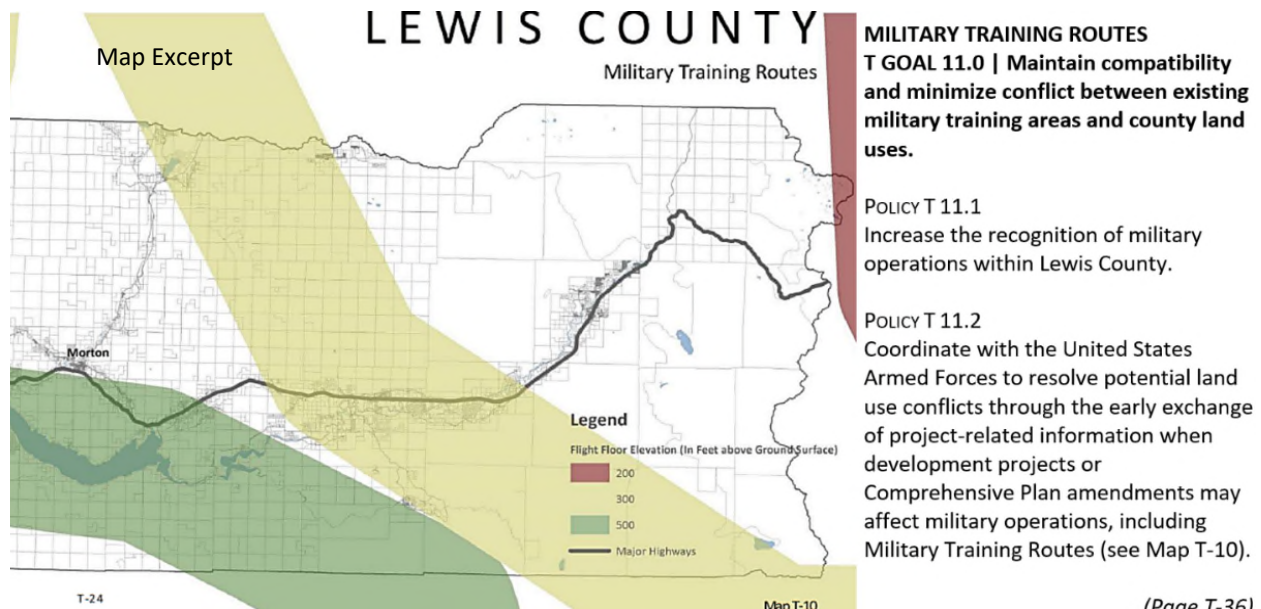 LEWIS COUNTY
Military Training Routes
Map Excerpt
Morton
Legend
Flight Floor Elevation (In Feet above Ground Surface)
200
300
500
Major Highways
T-24
Map T-10
MILITARY TRAINING ROUTES
T GOAL 11.0 | Maintain compatibility
and minimize conflict between existing
military training areas and county land
uses.
POLICY T 11.1
Increase the recognition of military
operations within Lewis County.
POLICY T 11.2
Coordinate with the United States
Armed Forces to resolve potential land
use conflicts through the early exchange
of project-related information when
development projects or
Comprehensive Plan amendments may
affect military operations, including
Military Training Routes (see Map T-10).
(Page T-36)